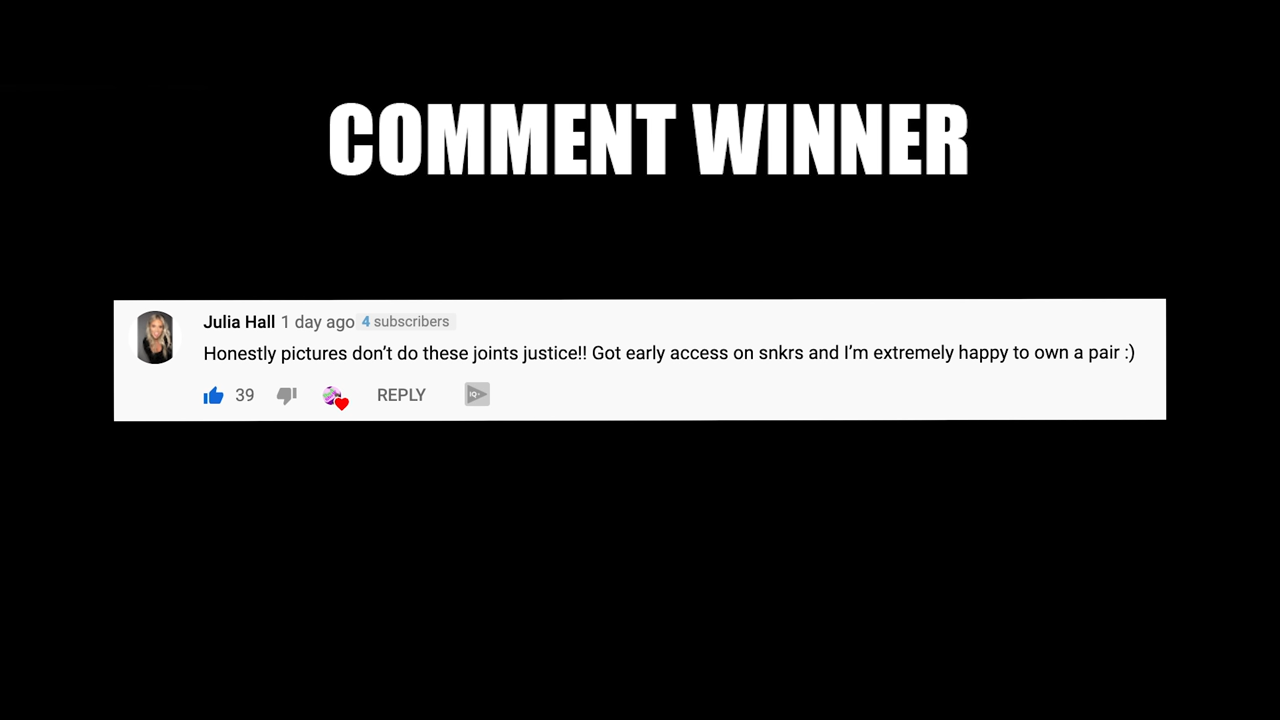 COMMENT WINNER
Julia Hall 1 day ago 4 subscribers
Honestly pictures don’t do these joints justice!! Got early access on snkrs and I’m extremely happy to own a pair :)
39 REPLY IQ